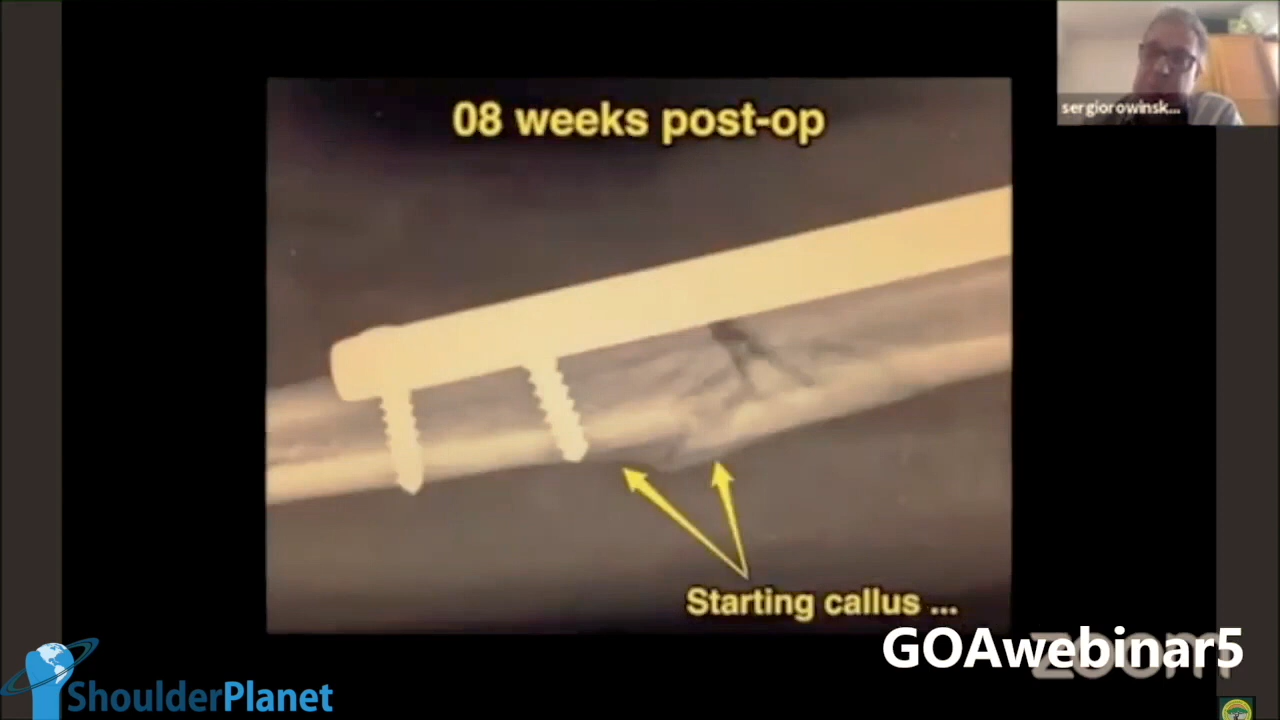 08 weeks post-op
sergiorowinsk...
Starting callus ...
GOAwebinar5
zoom
ShoulderPlanet